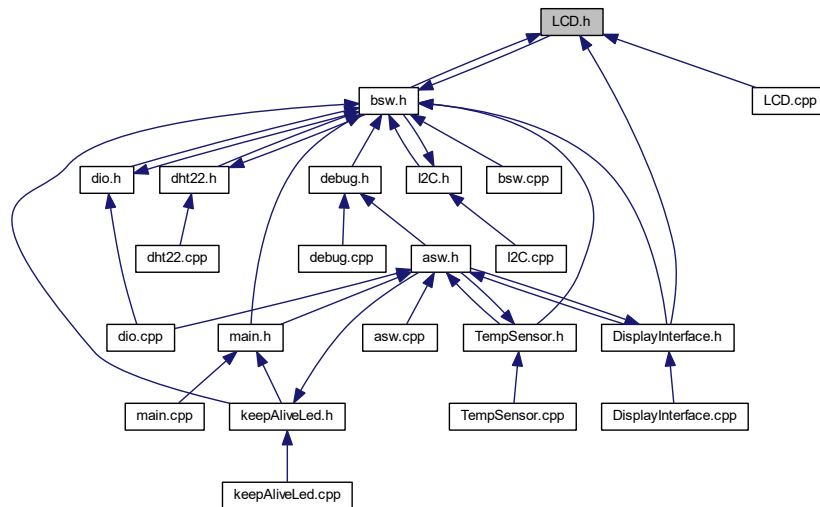 LCD.h
bsw.h
LCD.cpp
dio.h
dht22.h
debug.h
I2C.h
bsw.cpp
dht22.cpp
debug.cpp
asw.h
I2C.cpp
dio.cpp
main.h
asw.cpp
TempSensor.h
DisplayInterface.h
main.cpp
keepAliveLed.h
TempSensor.cpp
DisplayInterface.cpp
keepAliveLed.cpp